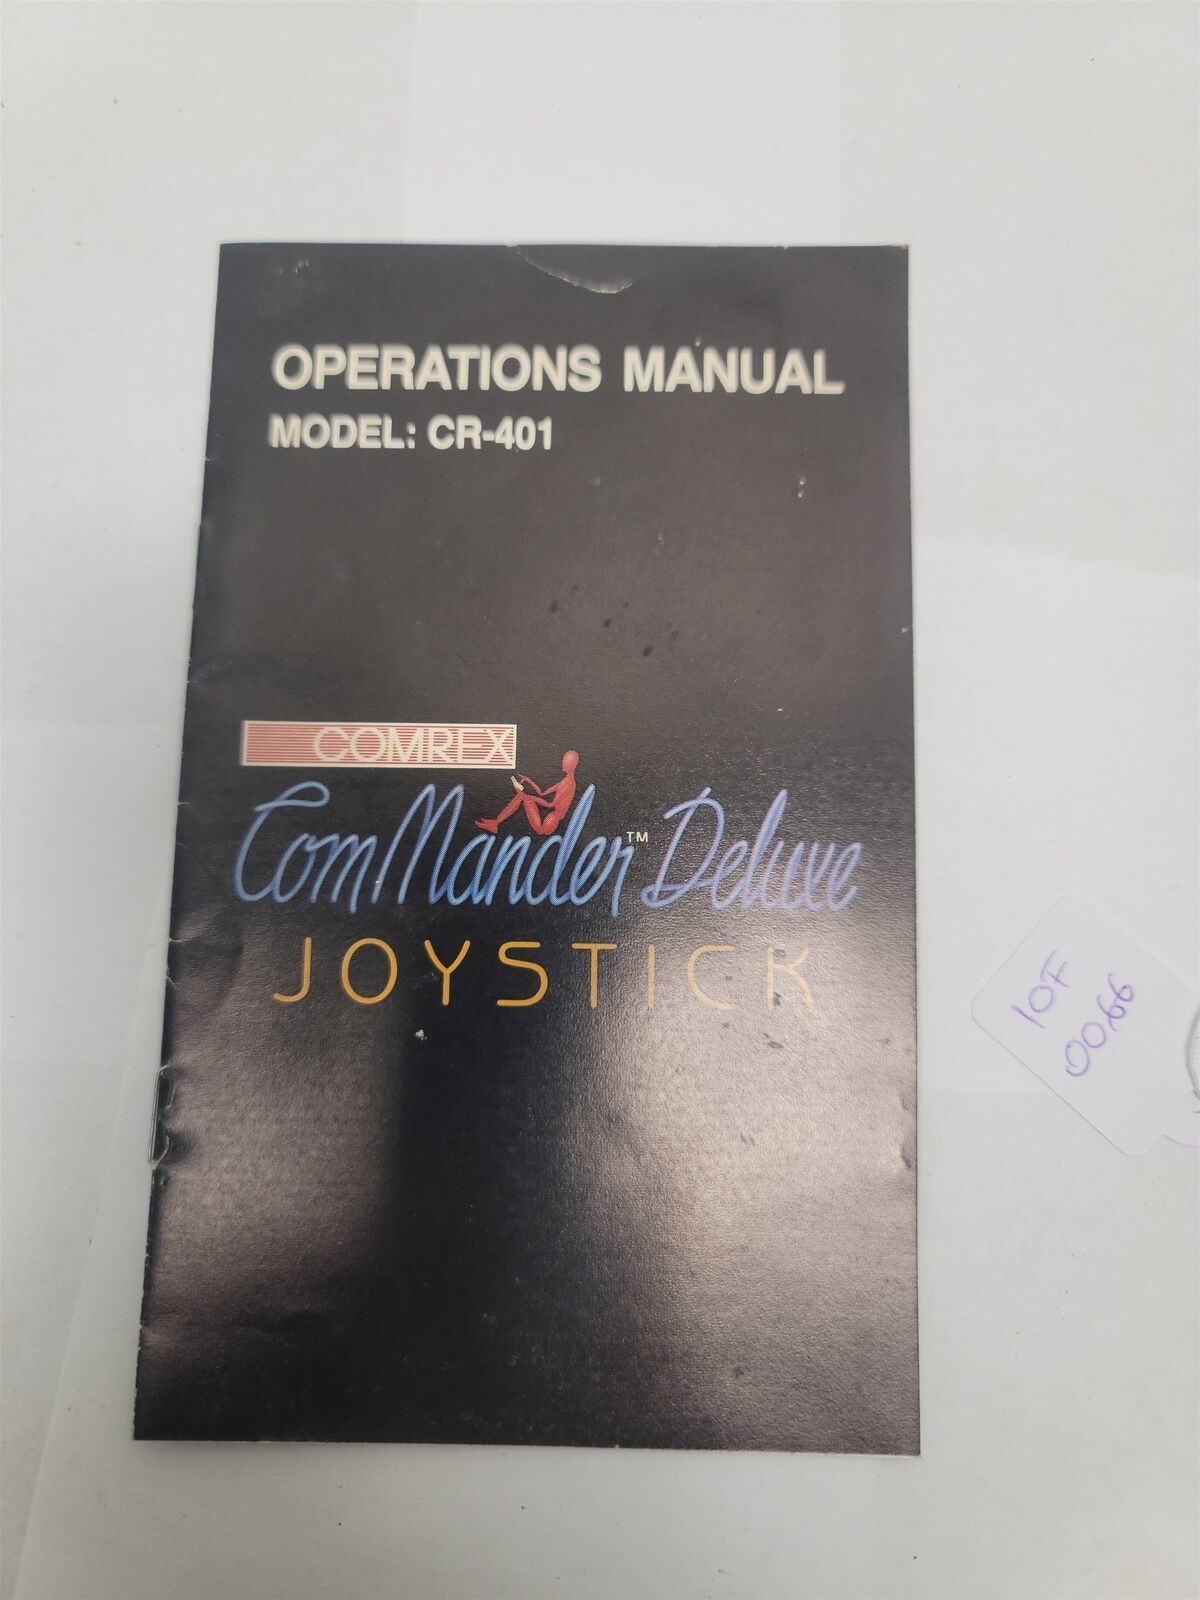 OPERATIONS MANUAL
MODEL: CR-401
COMREX
ComMander™ Deluxe
JOYSTICK
10F
0066